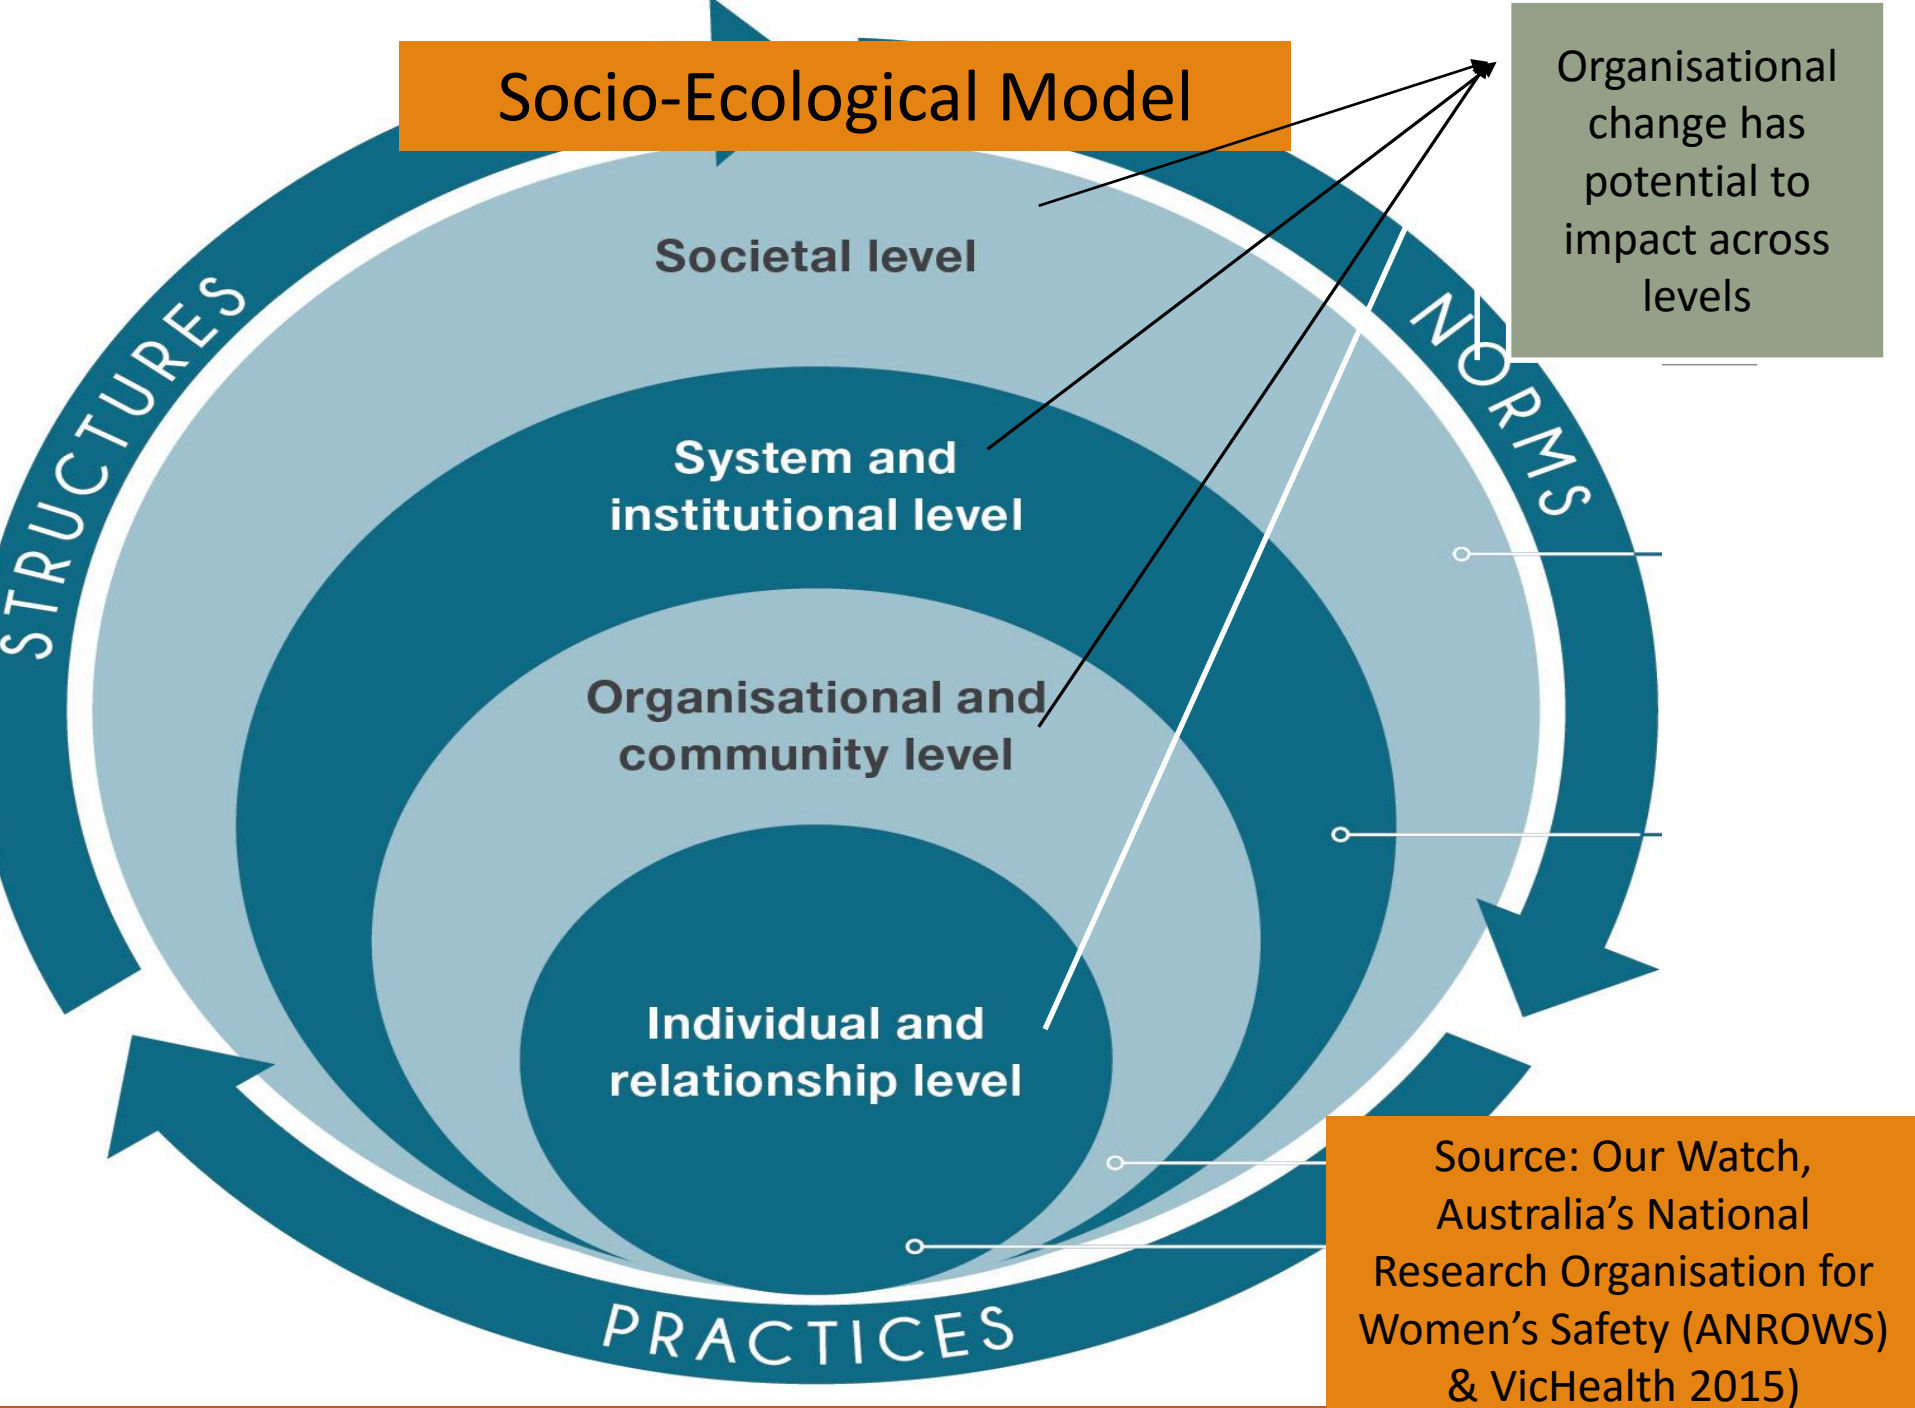 Socio-Ecological Model
Organisational
change has
potential to
impact across
levels
Societal level
STRUCTURES
NORMS
System and
institutional level
Organisational and
community level
Individual and
relationship level
PRACTICES
Source: Our Watch,
Australia’s National
Research Organisation for
Women’s Safety (ANROWS)
& VicHealth 2015)